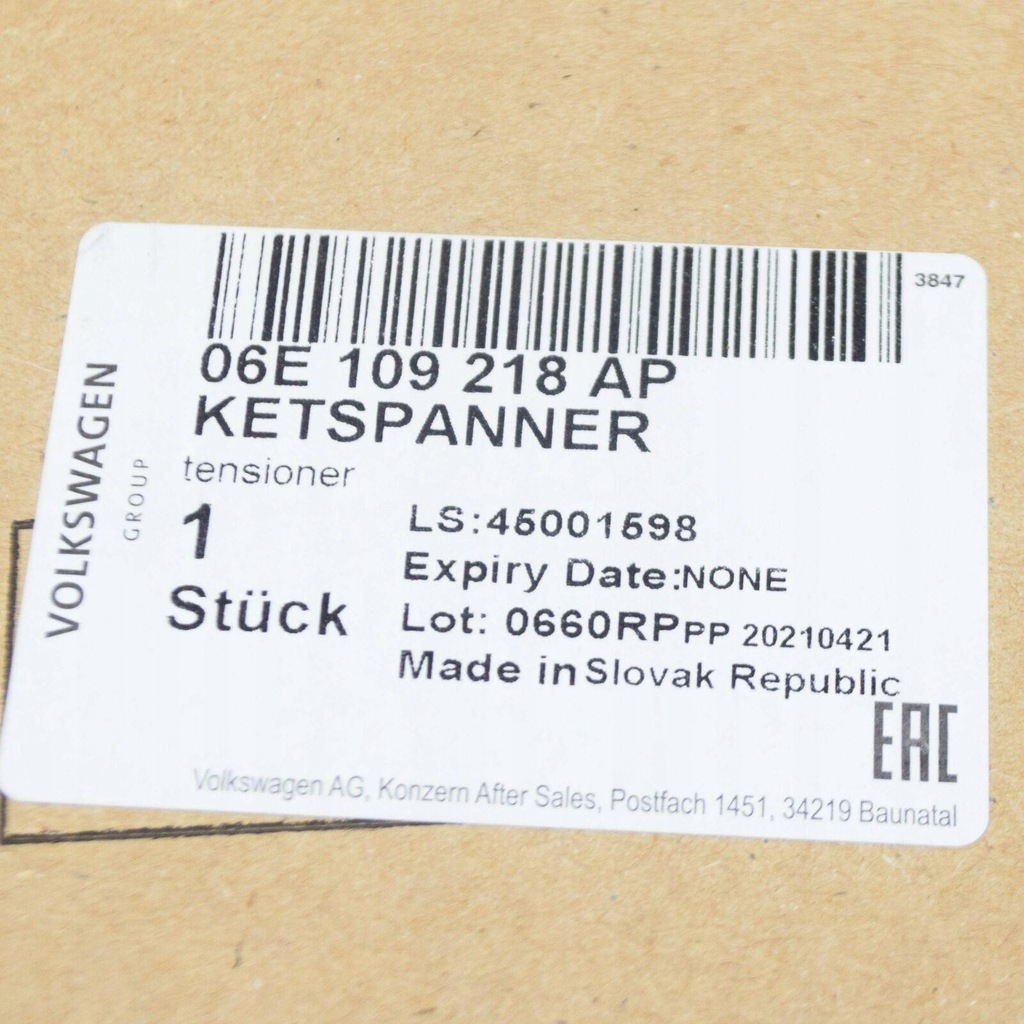 3847
06E 109 218 AP
KETSPANNER
tensioner
1
Stück
LS:45001598
Expiry Date:NONE
Lot: 0660RPPP 20210421
Made in Slovak Republic
EAC
Volkswagen AG, Konzern After Sales, Postfach 1451, 34219 Baunatal
VOLKSWAGEN
GROUP